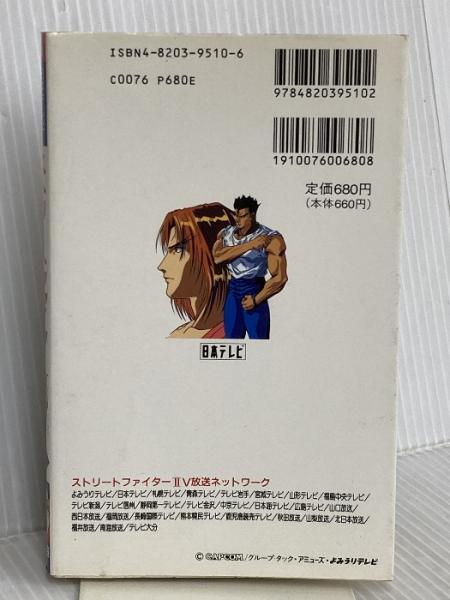 ISBN4-8203-9510-6
C0076 P680E
9784820395102
1910076006808
定価680円
(本体660円)
日本テレビ
ストリートファイターⅡV放送ネットワーク
よみうりテレビ/日本テレビ/札幌テレビ/青森テレビ/テレビ岩手/宮城テレビ/山形テレビ/福島中央テレビ/
テレビ新潟/テレビ信州/静岡第一テレビ/テレビ金沢/中京テレビ/日本海テレビ/広島テレビ/山口放送/
西日本放送/福岡放送/長崎国際テレビ/熊本県民テレビ/鹿児島読売テレビ/秋田放送/山梨放送/北日本放送/
福井放送/南海放送/テレビ大分
©CAPCOM/グループ・タック・アミューズ・よみうりテレビ